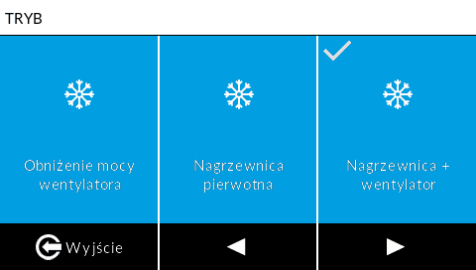 TRYB
Obniżenie mocy
wentylatora
Nagrzewnica
pierwotna
Nagrzewnica +
wentylator
Wyjście